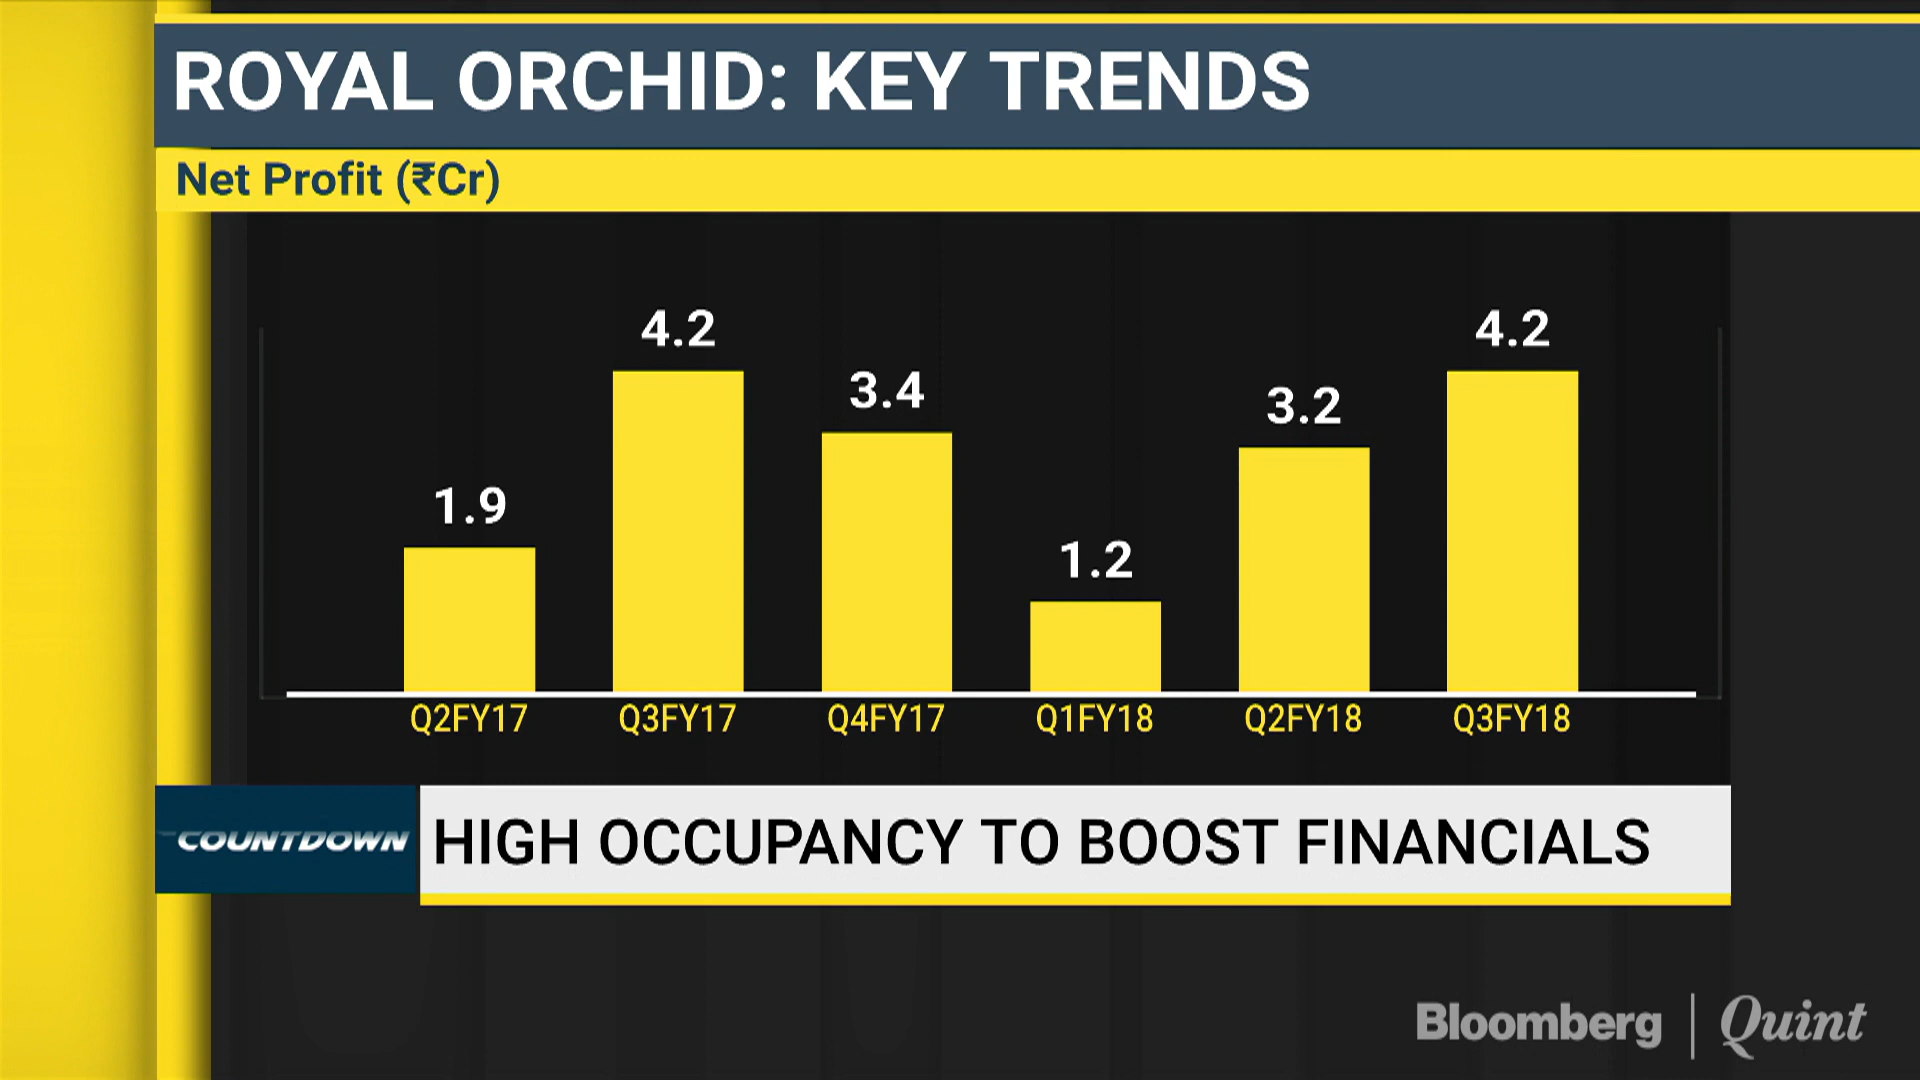 ROYAL ORCHID: KEY TRENDS
Net Profit (₹Cr)
1.9
4.2
3.4
1.2
3.2
4.2
Q2FY17
Q3FY17
Q4FY17
Q1FY18
Q2FY18
Q3FY18
COUNTDOWN
HIGH OCCUPANCY TO BOOST FINANCIALS
Bloomberg | Quint